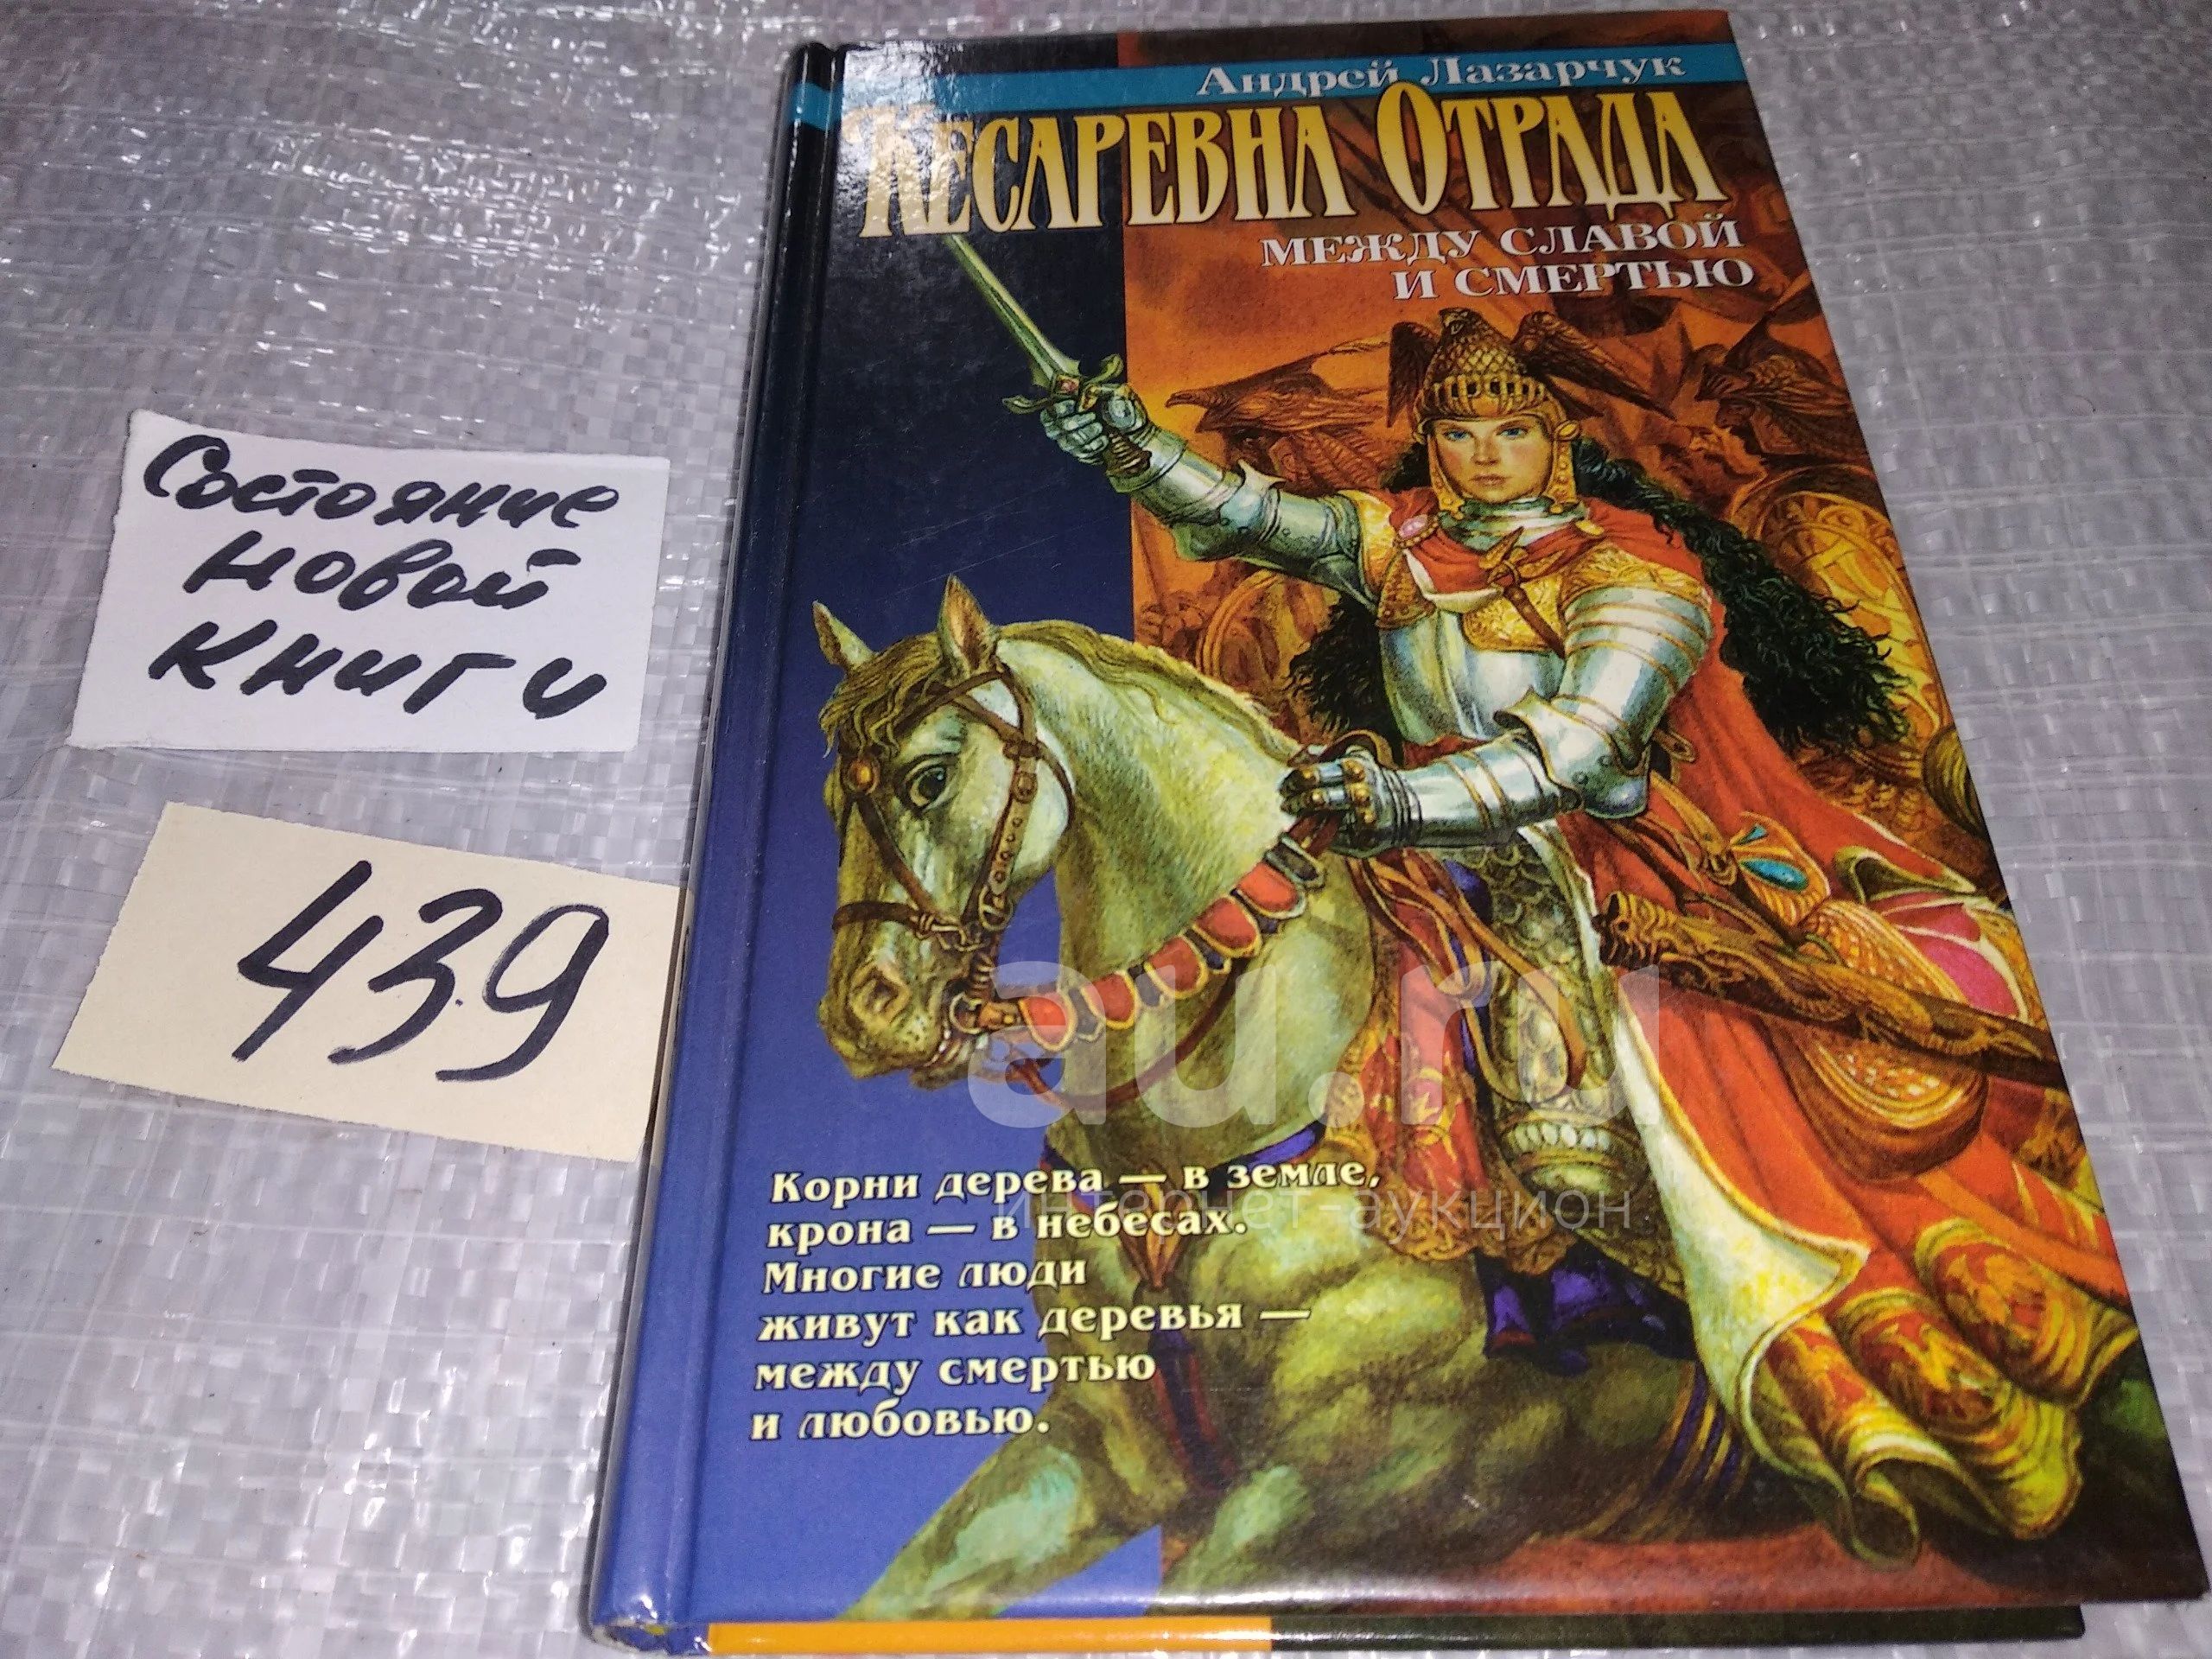 Андрей Лазарчук
Кесаревна Отрада
между славой
и смертью
Состояние
новой
книги
439
Корни дерева — в земле,
крона — в небесах.
Многие люди
живут как деревья —
между смертью
и любовью.
au.ru
интернет-аукцион